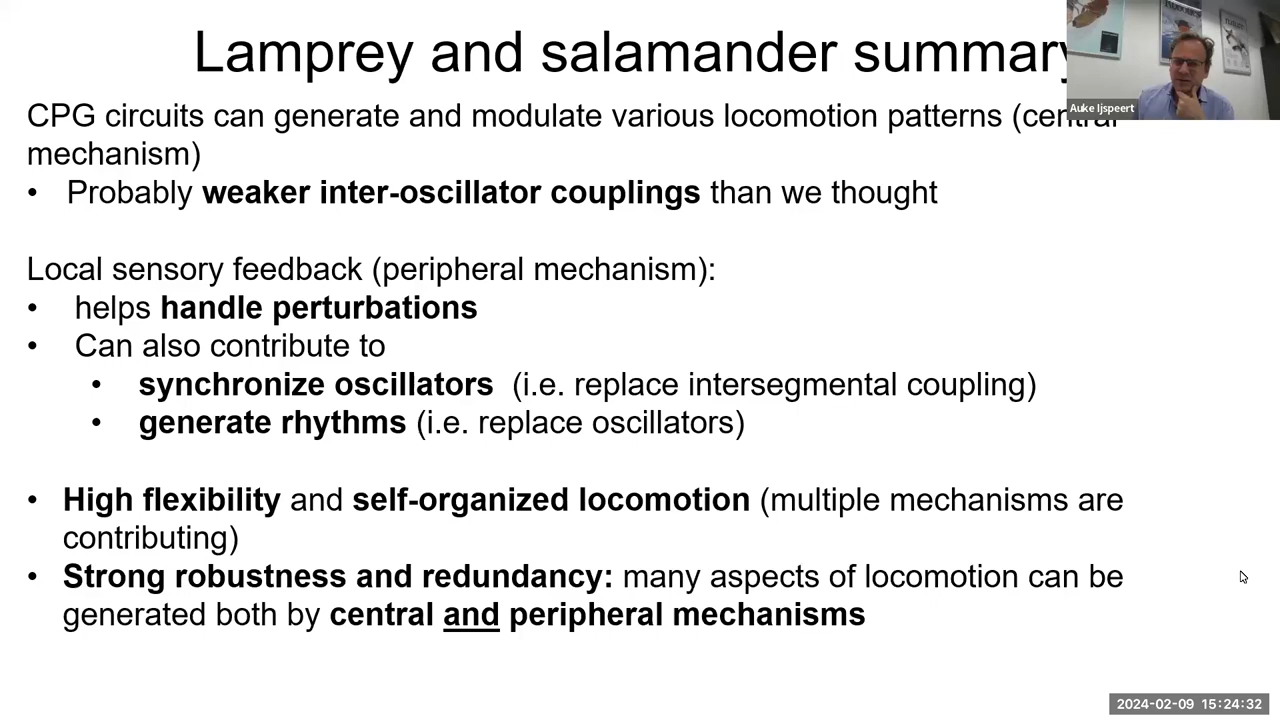 Lamprey and salamander summary
Auke Ijspeert
CPG circuits can generate and modulate various locomotion patterns (central
mechanism)
• Probably weaker inter-oscillator couplings than we thought
Local sensory feedback (peripheral mechanism):
• helps handle perturbations
• Can also contribute to
• synchronize oscillators (i.e. replace intersegmental coupling)
• generate rhythms (i.e. replace oscillators)
• High flexibility and self-organized locomotion (multiple mechanisms are
contributing)
• Strong robustness and redundancy: many aspects of locomotion can be
generated both by central and peripheral mechanisms
2024-02-09 15:24:32